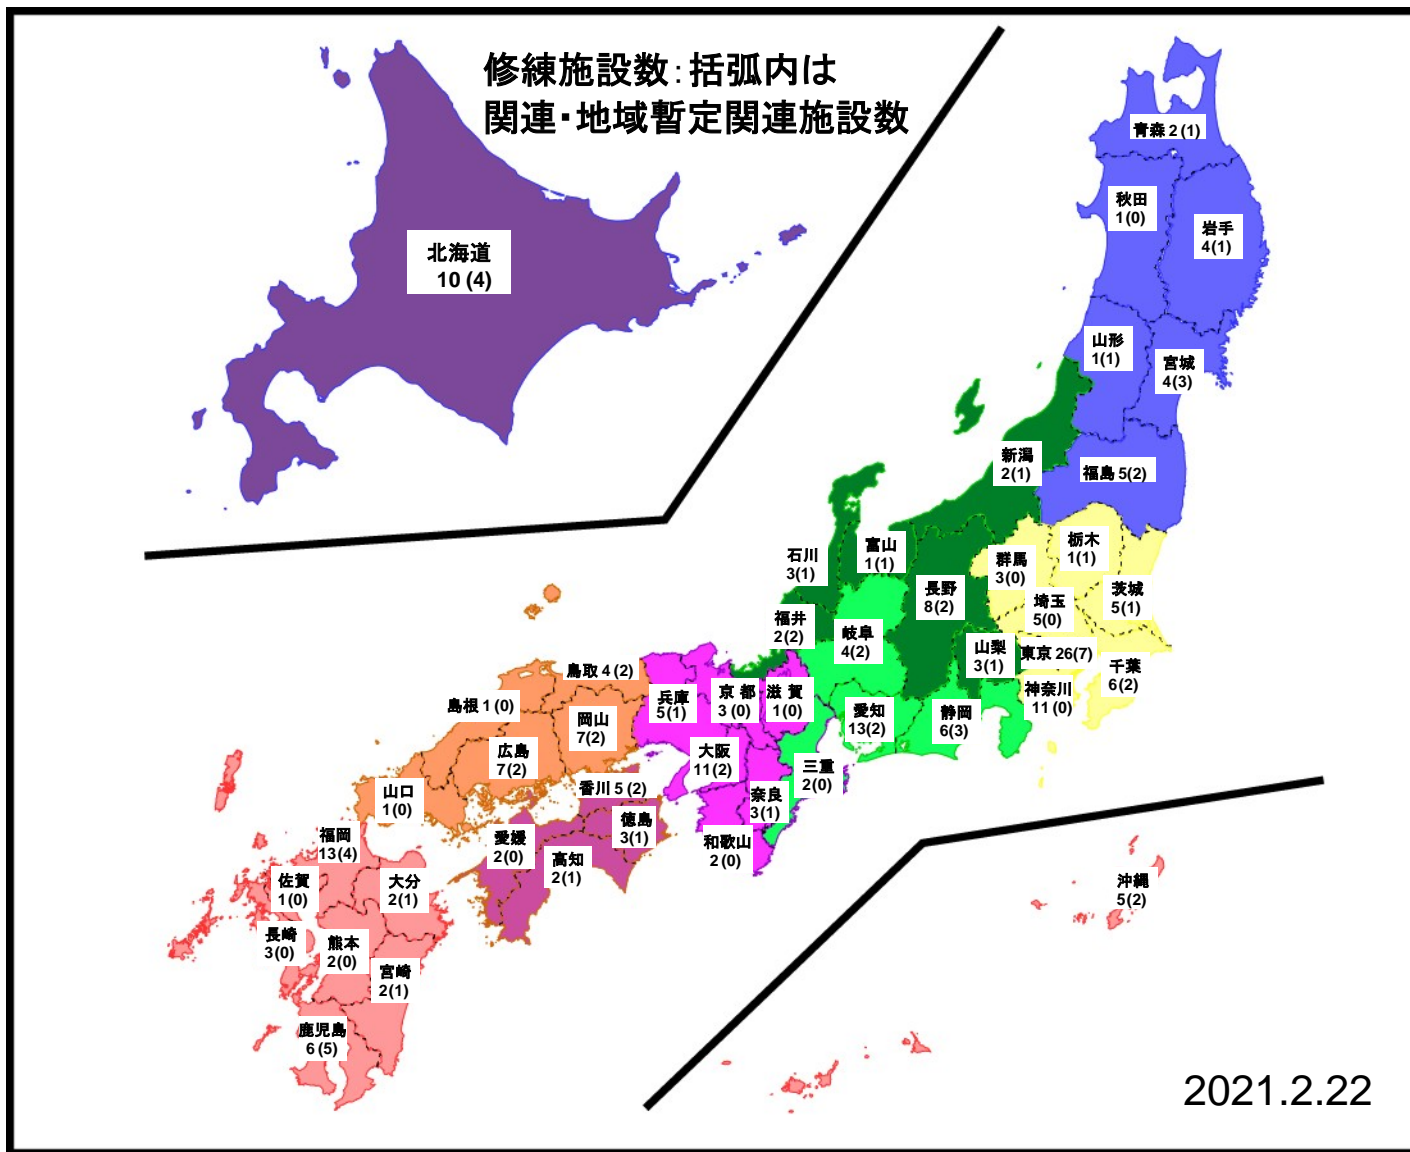 修練施設数：括弧内は
関連・地域暫定関連施設数
北海道
10 (4)
青森 2 (1)
秋田
1(0)
岩手
4(1)
山形
1(1)
宮城
4(3)
新潟
2(1)
福島 5(2)
石川
3(1)
富山
1(1)
長野
8(2)
群馬
3(0)
栃木
1(1)
茨城
5(1)
埼玉
5(0)
福井
2(2)
岐阜
4(2)
山梨
3(1)
東京 26(7)
千葉
6(2)
神奈川
11 (0)
鳥取 4 (2)
島根 1 (0)
兵庫
5(1)
京 都
3 (0)
滋 賀
1(0)
愛知
13(2)
静岡
6(3)
岡山
7(2)
広島
7(2)
大阪
11(2)
三重
2(0)
山口
1(0)
香川 5 (2)
奈良
3(1)
徳島
3(1)
和歌山
2 (0)
愛媛
2(0)
高知
2(1)
福岡
13(4)
佐賀
1(0)
大分
2(1)
長崎
3(0)
熊本
2(0)
宮崎
2(1)
鹿児島
6 (5)
沖縄
5(2)
2021.2.22